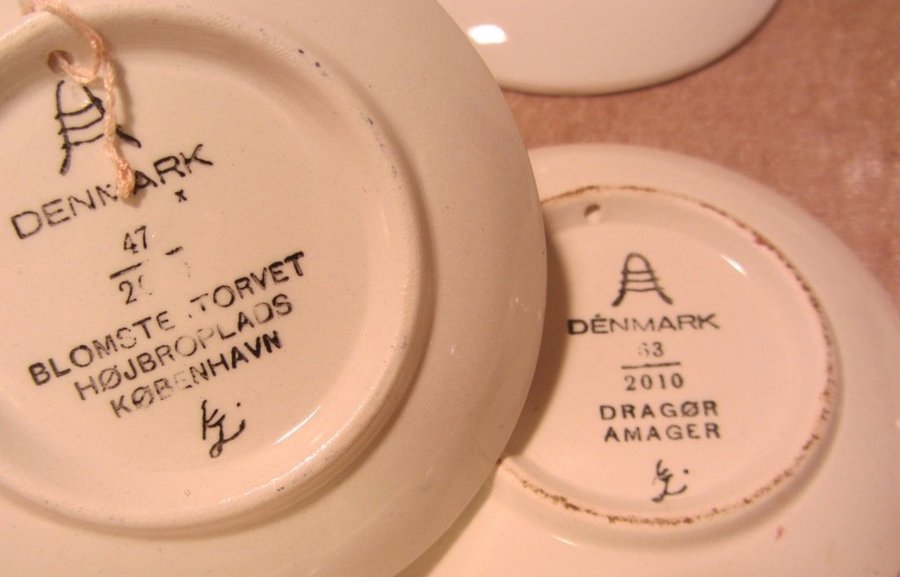 DENMARK
x
47
BLOMSTE TORVET
HØJBROPLADS
KØBENHAVN
DENMARK
63
2010
DRAGØR
AMAGER